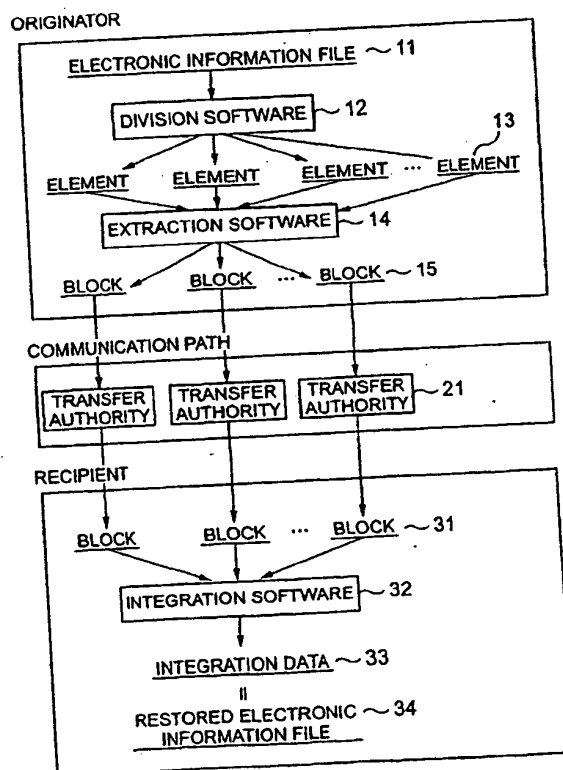 ORIGINATOR
ELECTRONIC INFORMATION FILE ~11
DIVISION SOFTWARE ~12
13
ELEMENT ELEMENT ELEMENT ... ELEMENT
EXTRACTION SOFTWARE ~14
BLOCK BLOCK ... BLOCK ~15
COMMUNICATION PATH
TRANSFER AUTHORITY TRANSFER AUTHORITY TRANSFER AUTHORITY ~21
RECIPIENT
BLOCK BLOCK ... BLOCK ~31
INTEGRATION SOFTWARE ~32
INTEGRATION DATA ~33
=
RESTORED ELECTRONIC ~34
INFORMATION FILE